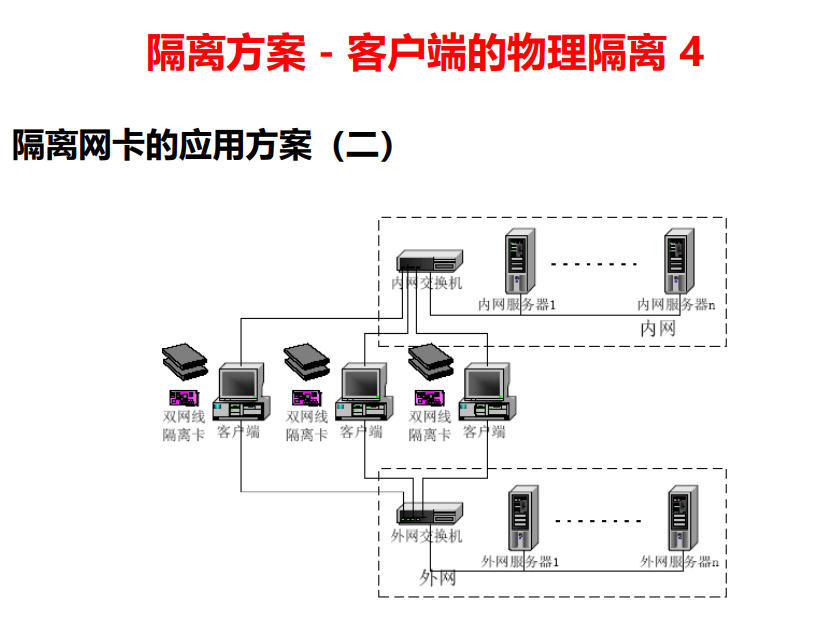 隔离方案 - 客户端的物理隔离 4
隔离网卡的应用方案（二）
内网交换机
内网服务器1
内网服务器n
内网
双网线
隔离卡
客户端
双网线
隔离卡
客户端
双网线
隔离卡
客户端
外网交换机
外网服务器1
外网服务器n
外网